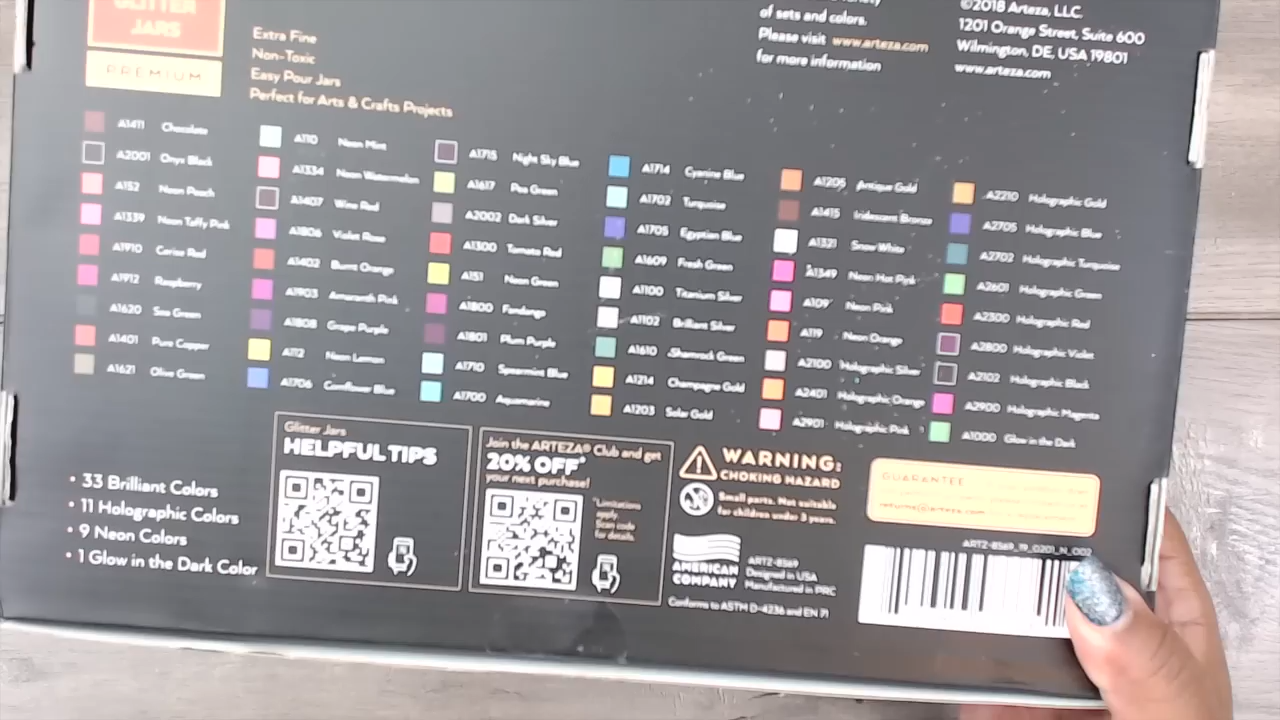 GLITTER
JARS
PREMIUM
Extra Fine
Non-Toxic
Easy Pour Jars
Perfect for Arts & Crafts Projects
of sets and colors.
Please visit www.arteza.com
for more information
©2018 Arteza, LLC.
1201 Orange Street, Suite 600
Wilmington, DE, USA 19801
www.arteza.com
A1411 Chocolate
A2001 Onyx Black
A152 Neon Peach
A1339 Neon Taffy Pink
A1910 Cerise Red
A1912 Raspberry
A1620 Sea Green
A1401 Pure Copper
A1621 Olive Green
A110 Neon Mint
A1334 Neon Watermelon
A1407 Wine Red
A1806 Violet Rose
A1402 Burnt Orange
A1903 Amaranth Pink
A1808 Grape Purple
A112 Neon Lemon
A1706 Cornflower Blue
A1715 Night Sky Blue
A1617 Pea Green
A2002 Dark Silver
A1300 Tomato Red
A151 Neon Green
A1800 Fandango
A1801 Plum Purple
A1710 Spearmint Blue
A1700 Aquamarine
A1714 Cyanine Blue
A1702 Turquoise
A1705 Egyptian Blue
A1609 Fresh Green
A1100 Titanium Silver
A1102 Brilliant Silver
A1610 Shamrock Green
A1214 Champagne Gold
A1203 Solar Gold
A1205 Antique Gold
A1415 Iridescent Bronze
A1321 Snow White
A1349 Neon Hot Pink
A109 Neon Pink
A119 Neon Orange
A2100 Holographic Silver
A2401 Holographic Orange
A2901 Holographic Pink
A2210 Holographic Gold
A2705 Holographic Blue
A2702 Holographic Turquoise
A2601 Holographic Green
A2300 Holographic Red
A2800 Holographic Violet
A2102 Holographic Black
A2900 Holographic Magenta
A1000 Glow in the Dark
• 33 Brilliant Colors
• 11 Holographic Colors
• 9 Neon Colors
• 1 Glow in the Dark Color
Glitter Jars
HELPFUL TIPS
Join the ARTEZA® Club and get
20% OFF*
your next purchase!
*Limitations
apply.
Scan code
for details.
WARNING:
CHOKING HAZARD
Small parts. Not suitable
for children under 3 years.
AMERICAN
COMPANY
ARTZ-8569
Designed in USA
Manufactured in PRC
Conforms to ASTM D-4236 and EN 71
GUARANTEE
returns@arteza.com
ARTZ-8569_19_0201_N_002